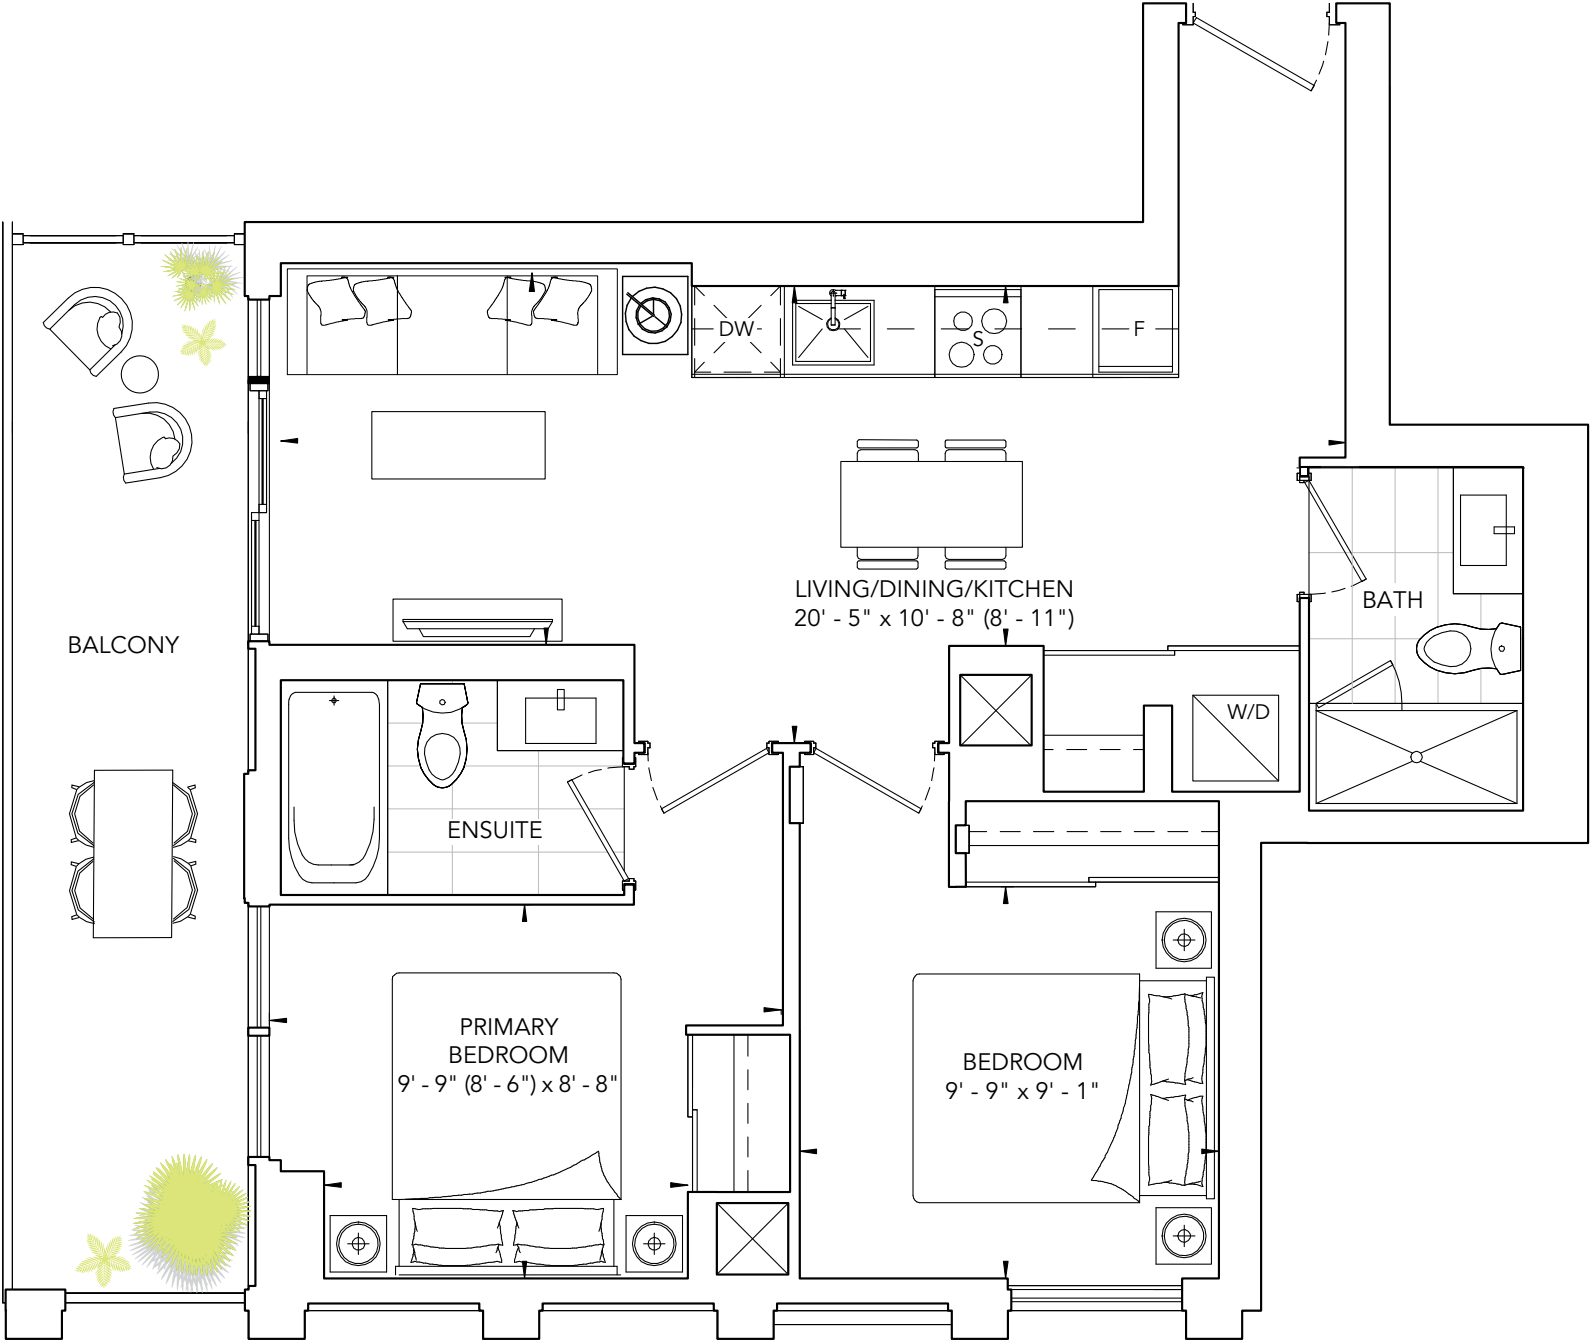 DW
S
F
LIVING/DINING/KITCHEN
20' - 5" x 10' - 8" (8' - 11")
BATH
BALCONY
W/D
ENSUITE
PRIMARY
BEDROOM
9' - 9" (8' - 6") x 8' - 8"
BEDROOM
9' - 9" x 9' - 1"